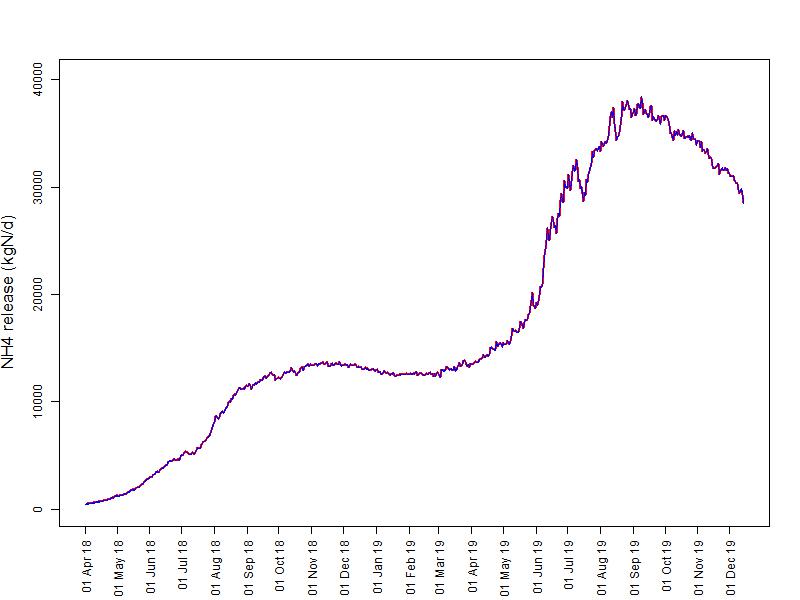 NH4 release (kgN/d)
40000
30000
20000
10000
0
01 Apr 18
01 May 18
01 Jun 18
01 Jul 18
01 Aug 18
01 Sep 18
01 Oct 18
01 Nov 18
01 Dec 18
01 Jan 19
01 Feb 19
01 Mar 19
01 Apr 19
01 May 19
01 Jun 19
01 Jul 19
01 Aug 19
01 Sep 19
01 Oct 19
01 Nov 19
01 Dec 19